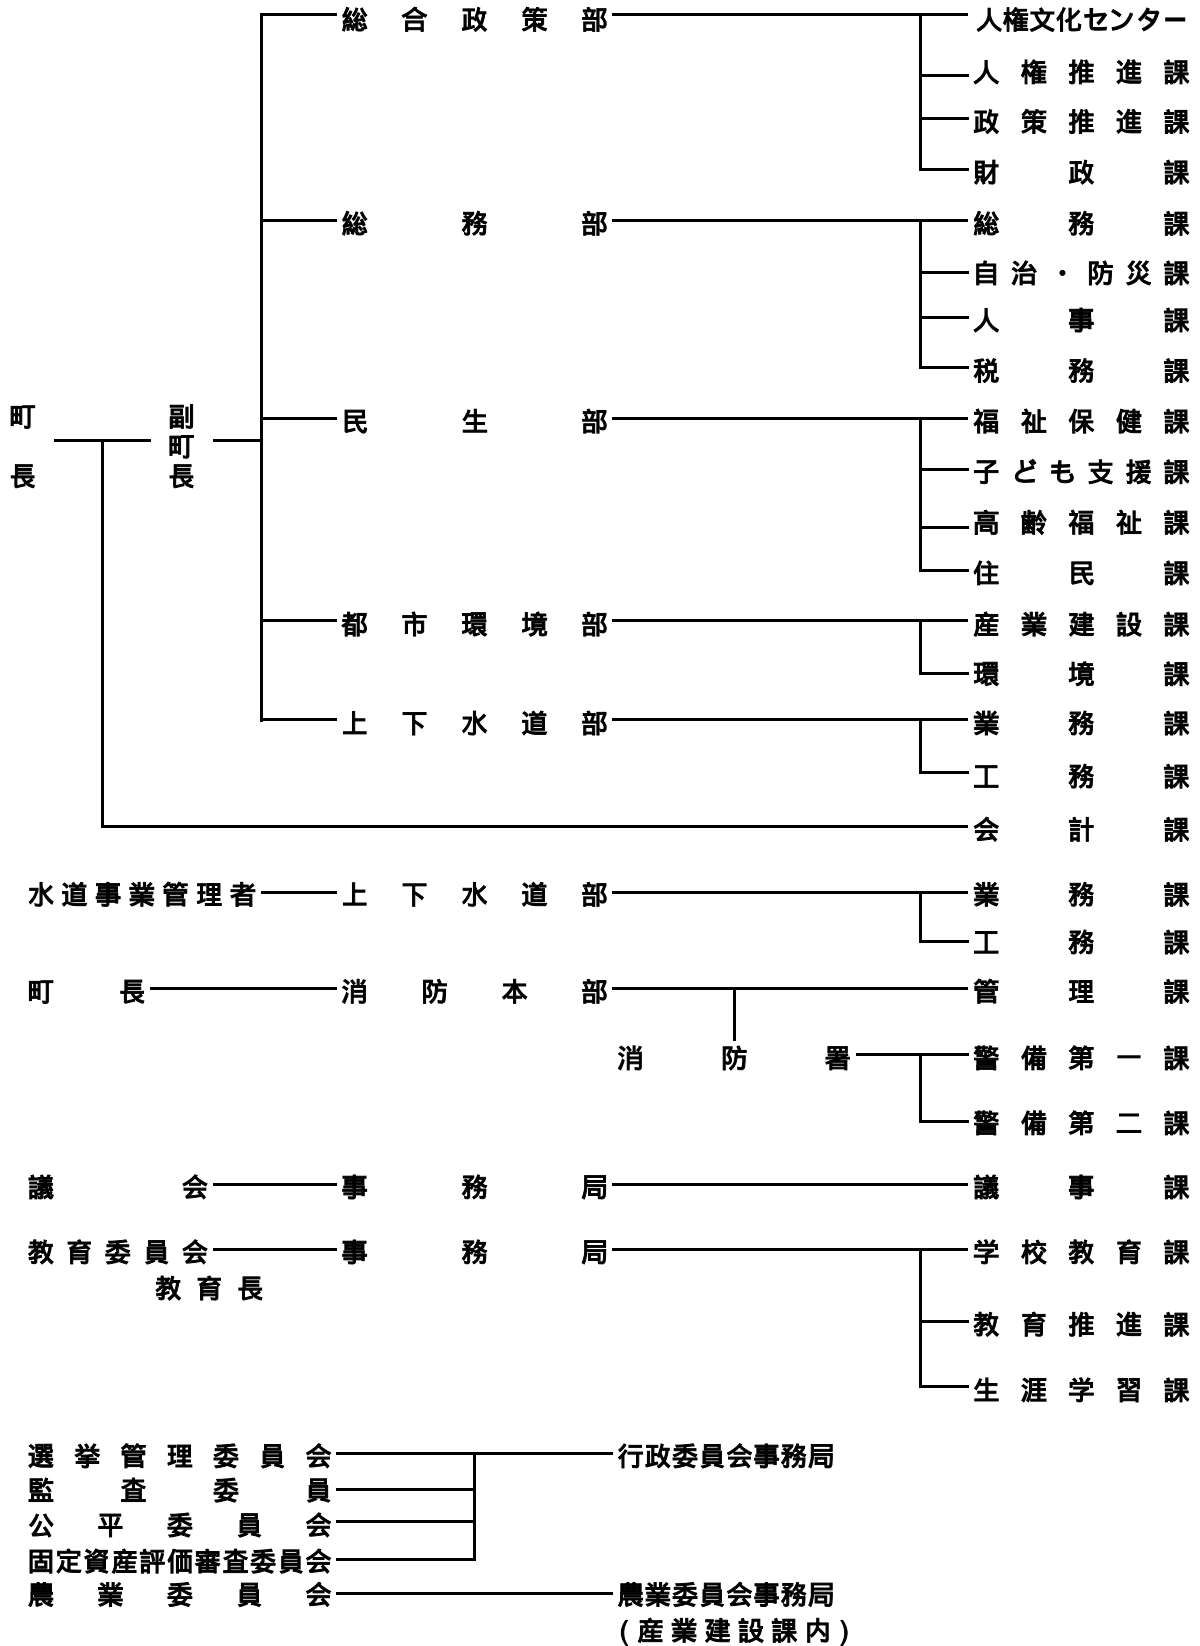 町長
副町長
総合政策部
人権文化センター
人権推進課
政策推進課
財政課
総務部
総務課
自治・防災課
人事課
税務課
民生部
福祉保健課
子ども支援課
高齢福祉課
住民課
都市環境部
産業建設課
環境課
上下水道部
業務課
工務課
会計課
水道事業管理者
上下水道部
業務課
工務課
町長
消防本部
管理課
消防署
警備第一課
警備第二課
議会
事務局
議事課
教育委員会
教育長
事務局
学校教育課
教育推進課
生涯学習課
選挙管理委員会
行政委員会事務局
監査委員
公平委員会
固定資産評価審査委員会
農業委員会
農業委員会事務局
(産業建設課内)